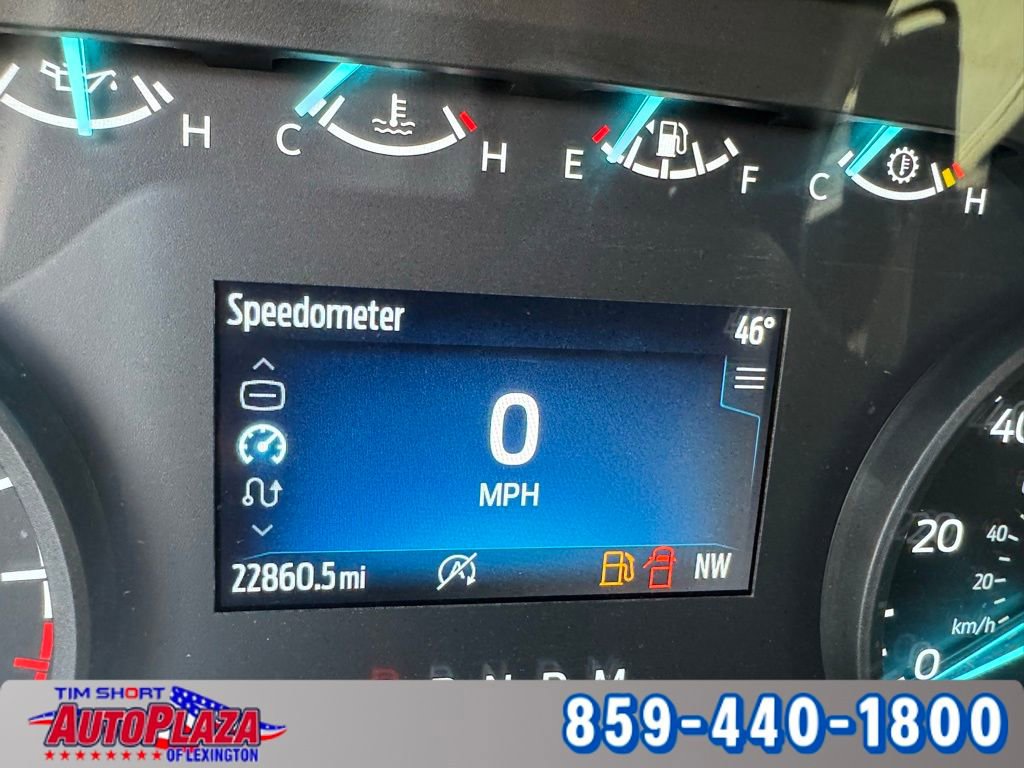 H
C H
E F
C H
Speedometer 46°
0
MPH
22860.5 mi NW
40
20
40
20
km/h
0
R N D M
TIM SHORT
AUTOPLAZA
OF LEXINGTON
859-440-1800